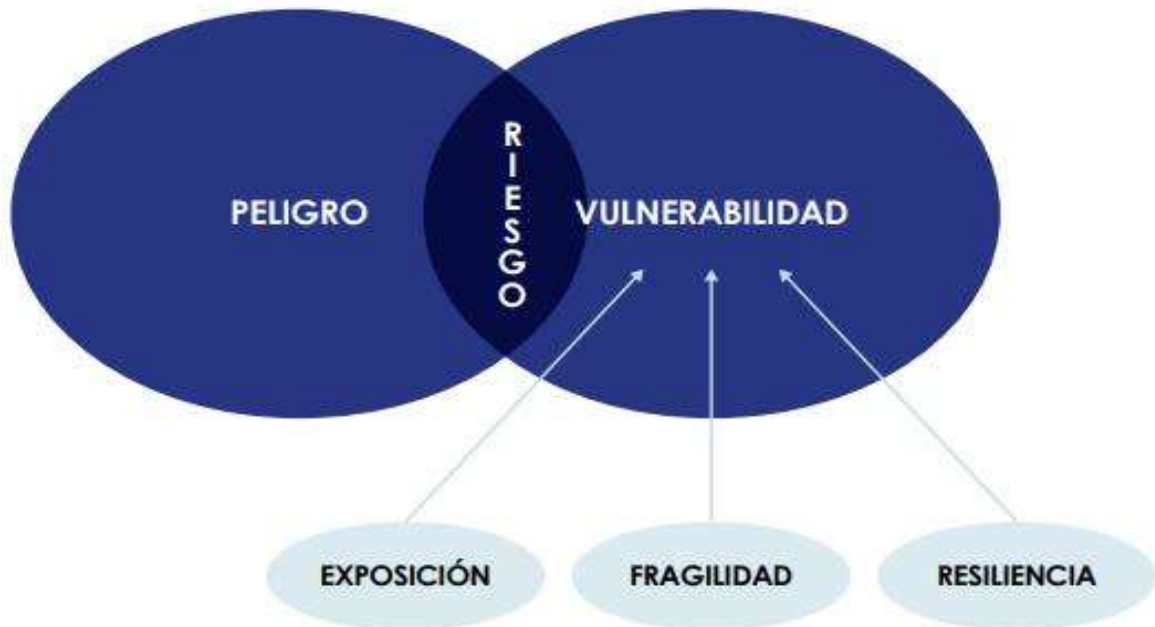 RIESGO
PELIGRO
VULNERABILIDAD
EXPOSICIÓN
FRAGILIDAD
RESILIENCIA